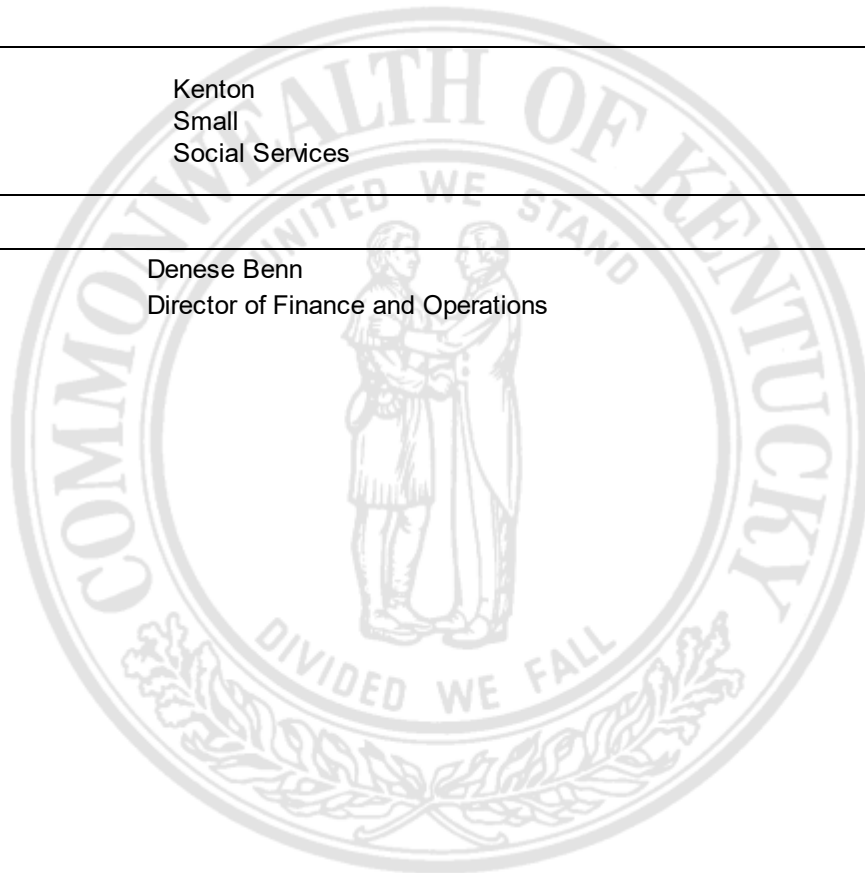 Kenton
Small
Social Services
Denese Benn
Director of Finance and Operations
COMMONWEALTH OF KENTUCKY
UNITED WE STAND
DIVIDED WE FALL